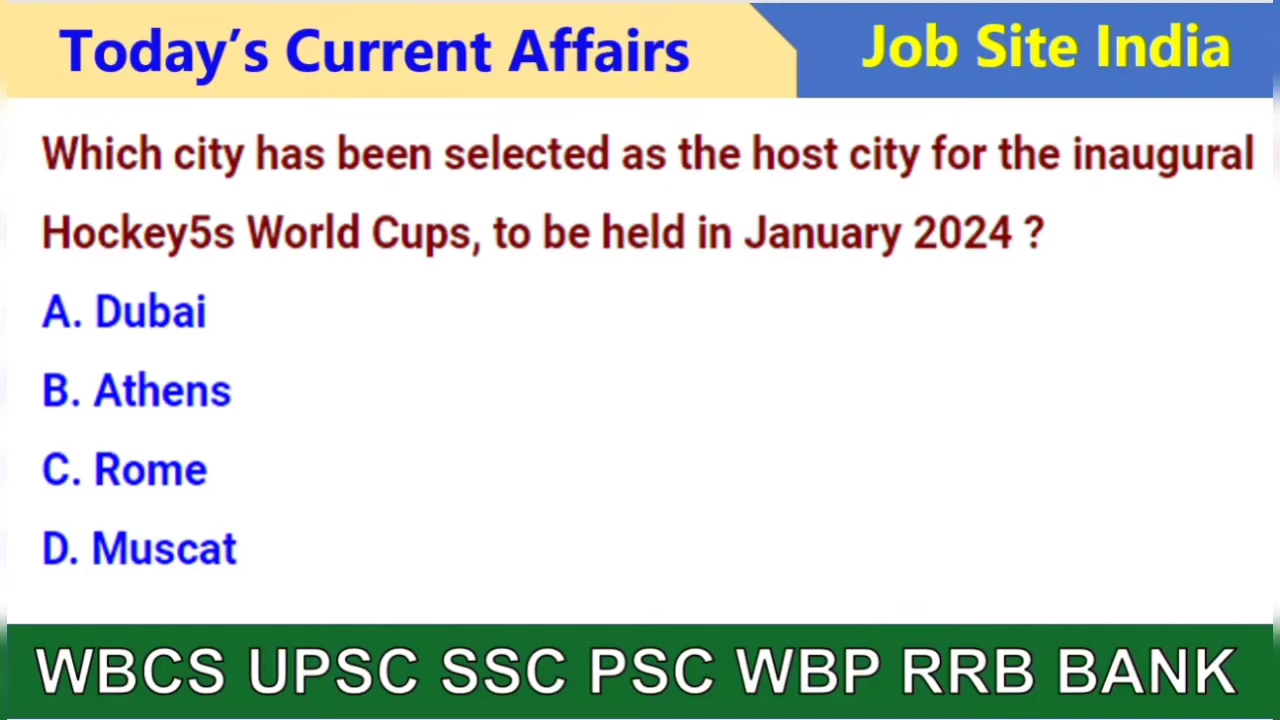 Today’s Current Affairs
Job Site India
Which city has been selected as the host city for the inaugural
Hockey5s World Cups, to be held in January 2024 ?
A. Dubai
B. Athens
C. Rome
D. Muscat
WBCS UPSC SSC PSC WBP RRB BANK